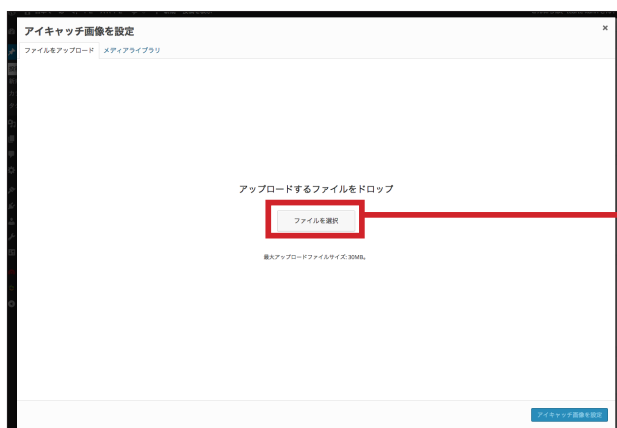 アイキャッチ画像を設定
×
ファイルをアップロード メディアライブラリ
アップロードするファイルをドロップ
ファイルを選択
最大アップロードファイルサイズ: 30MB。
アイキャッチ画像を設定